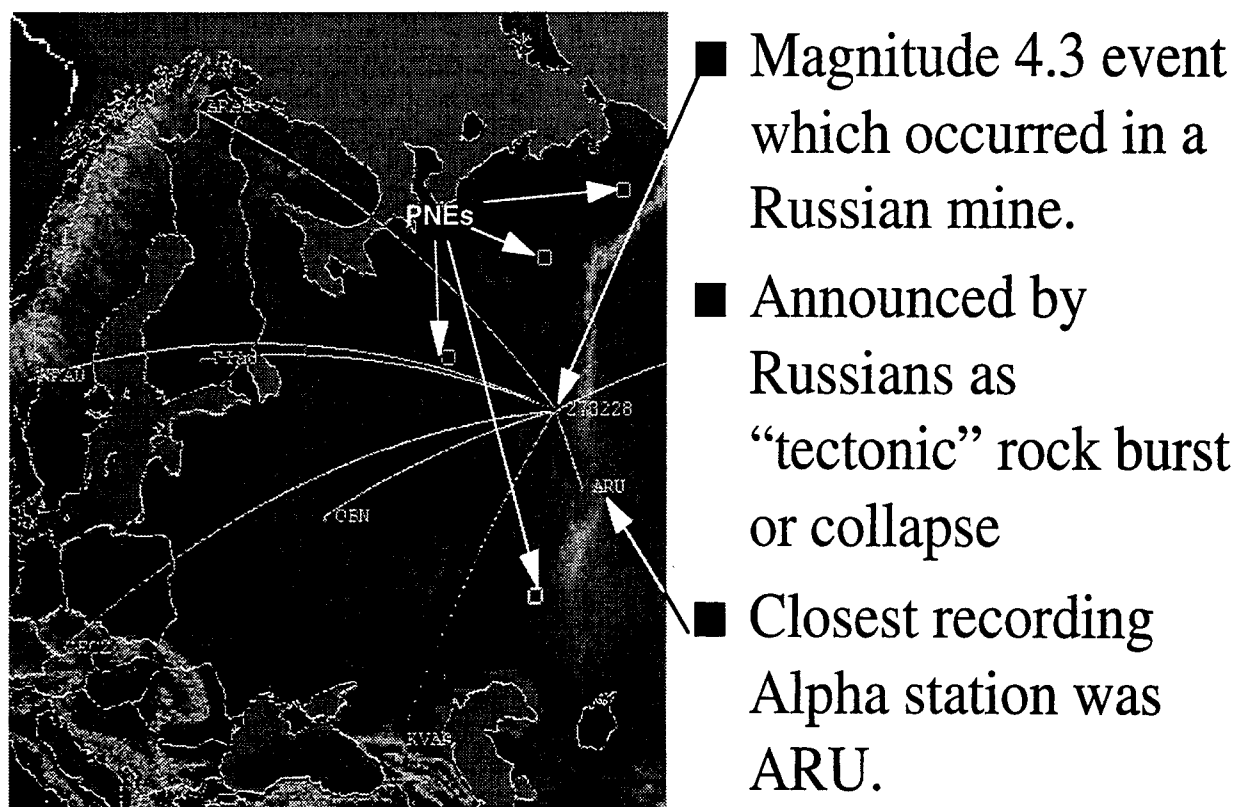 PNEs
OBN
ARU
KVAR
■ Magnitude 4.3 event
which occurred in a
Russian mine.
■ Announced by
Russians as
“tectonic” rock burst
or collapse
■ Closest recording
Alpha station was
ARU.